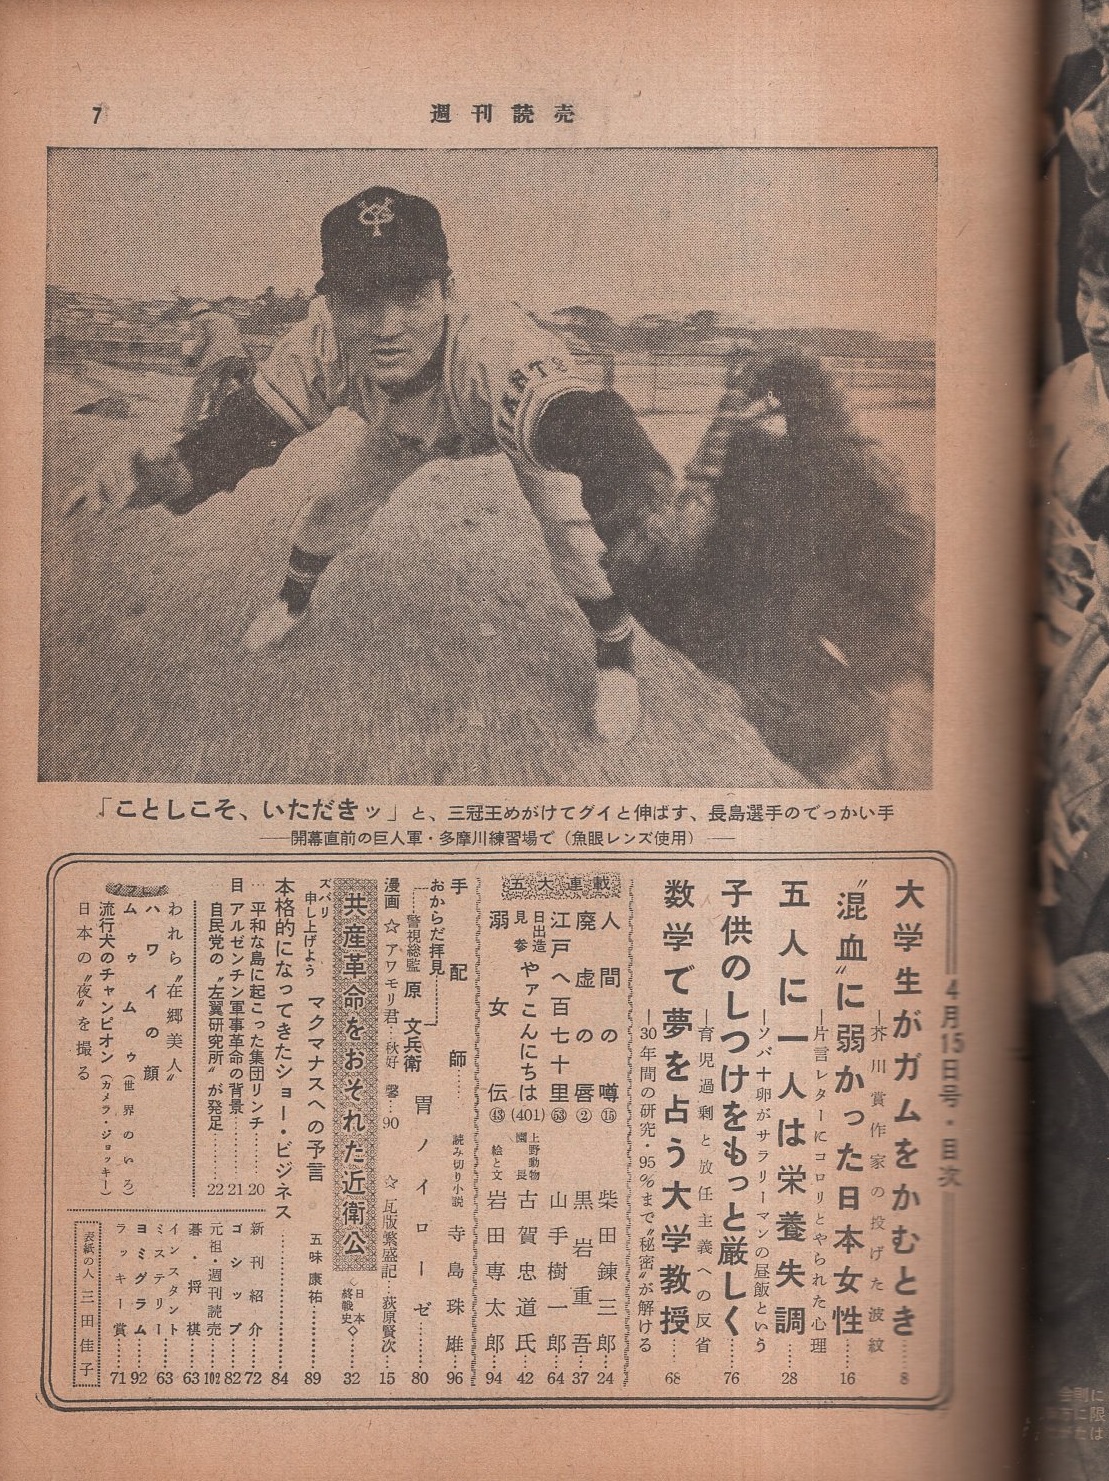 7
週刊読売
「ことしこそ、いただきッ」と、三冠王めがけてグイと伸ばす、長島選手のでっかい手
――開幕直前の巨人軍・多摩川練習場で（魚眼レンズ使用）――
4月15日号・目次
大学生がガムをかむとき……8
―芥川賞作家の投げた波紋
〝混血〟に弱かった日本女性……16
―片言レターにコロリとやられた心理
五人に一人は栄養失調……28
―ソバ十卵がサラリーマンの昼飯という
子供のしつけをもっと厳しく……76
―育児過剰と放任主義への反省
数学で夢を占う大学教授……68
―30年間の研究・95%まで〝秘密〟が解ける
五大連載
人間の噂⑮ 柴田錬三郎…24
廃虚の唇② 黒岩重吾…37
江戸へ百七十里㊳ 山手樹一郎…64
日出造見参 やァこんにちは(401) 上野動物園長 古賀忠道氏…42
溺女伝㊸ 絵と文 岩田専太郎…94
手配師…… 読み切り小説 寺島珠雄…96
おからだ拝見……
……警視総監 原文兵衛 胃ノイローゼ……80
漫画 ☆アワモリ君…秋好馨…90 ☆瓦版繁盛記…荻原賢次…15
共産革命をおそれた近衛公 日本終戦史◇……32
ズバリ申し上げよう マクマナスへの予言 五味康祐……89
本格的になってきたショー・ビジネス……84
目
平和な島に起こった集団リンチ……20
アルゼンチン軍事革命の背景……21
自民党の〝左翼研究所〟が発足……22
グラビア
われら〝在郷美人〟
ハワイの顔
ムゥムゥ（世界のいろ）
流行犬のチャンピオン（カメラ・ジョッキー）
日本の〝夜〟を撮る
新刊紹介……72
ゴシップ……82
元祖・週刊読売……102
碁・将棋……63
インスタント
ミステリー……63
ヨミグラム……92
ラッキー賞……71
表紙の人 三田佳子